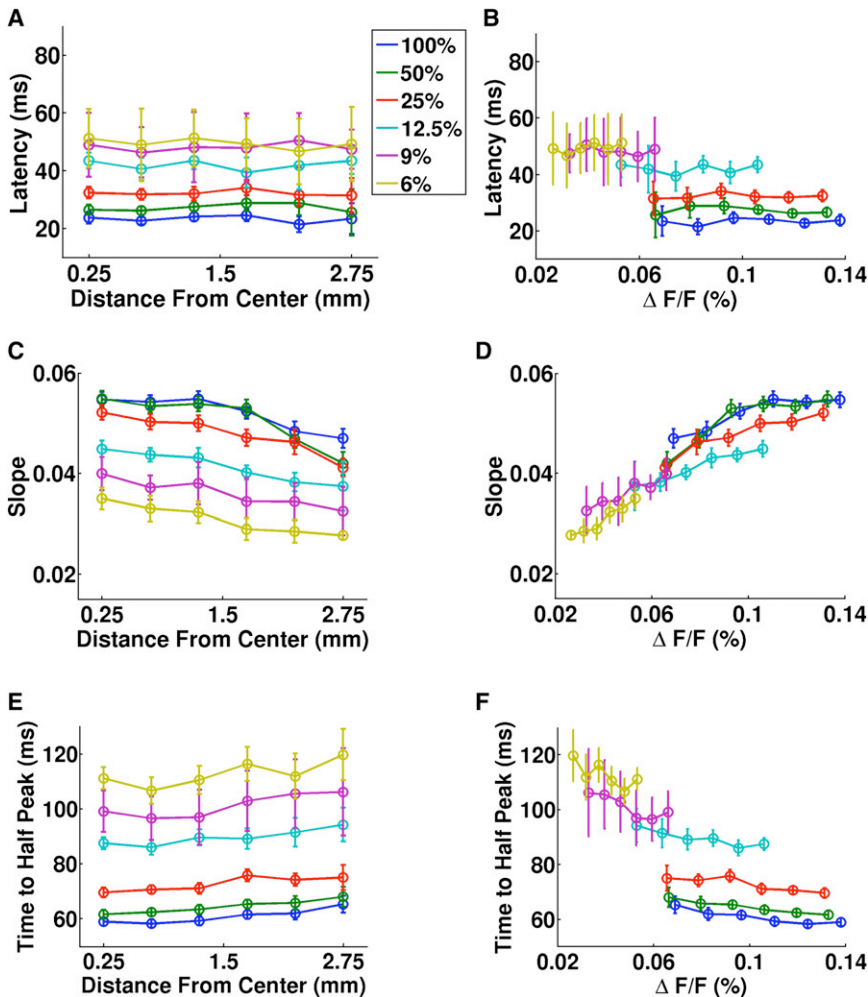 A
80
60
40
20
Latency (ms)
0.25
1.5
2.75
Distance From Center (mm)
100%
50%
25%
12.5%
9%
6%
B
80
60
40
20
Latency (ms)
0.02
0.06
0.1
0.14
Δ F/F (%)
C
0.06
0.04
0.02
Slope
0.25
1.5
2.75
Distance From Center (mm)
D
0.06
0.04
0.02
Slope
0.02
0.06
0.1
0.14
Δ F/F (%)
E
120
100
80
60
Time to Half Peak (ms)
0.25
1.5
2.75
Distance From Center (mm)
F
120
100
80
60
Time to Half Peak (ms)
0.02
0.06
0.1
0.14
Δ F/F (%)